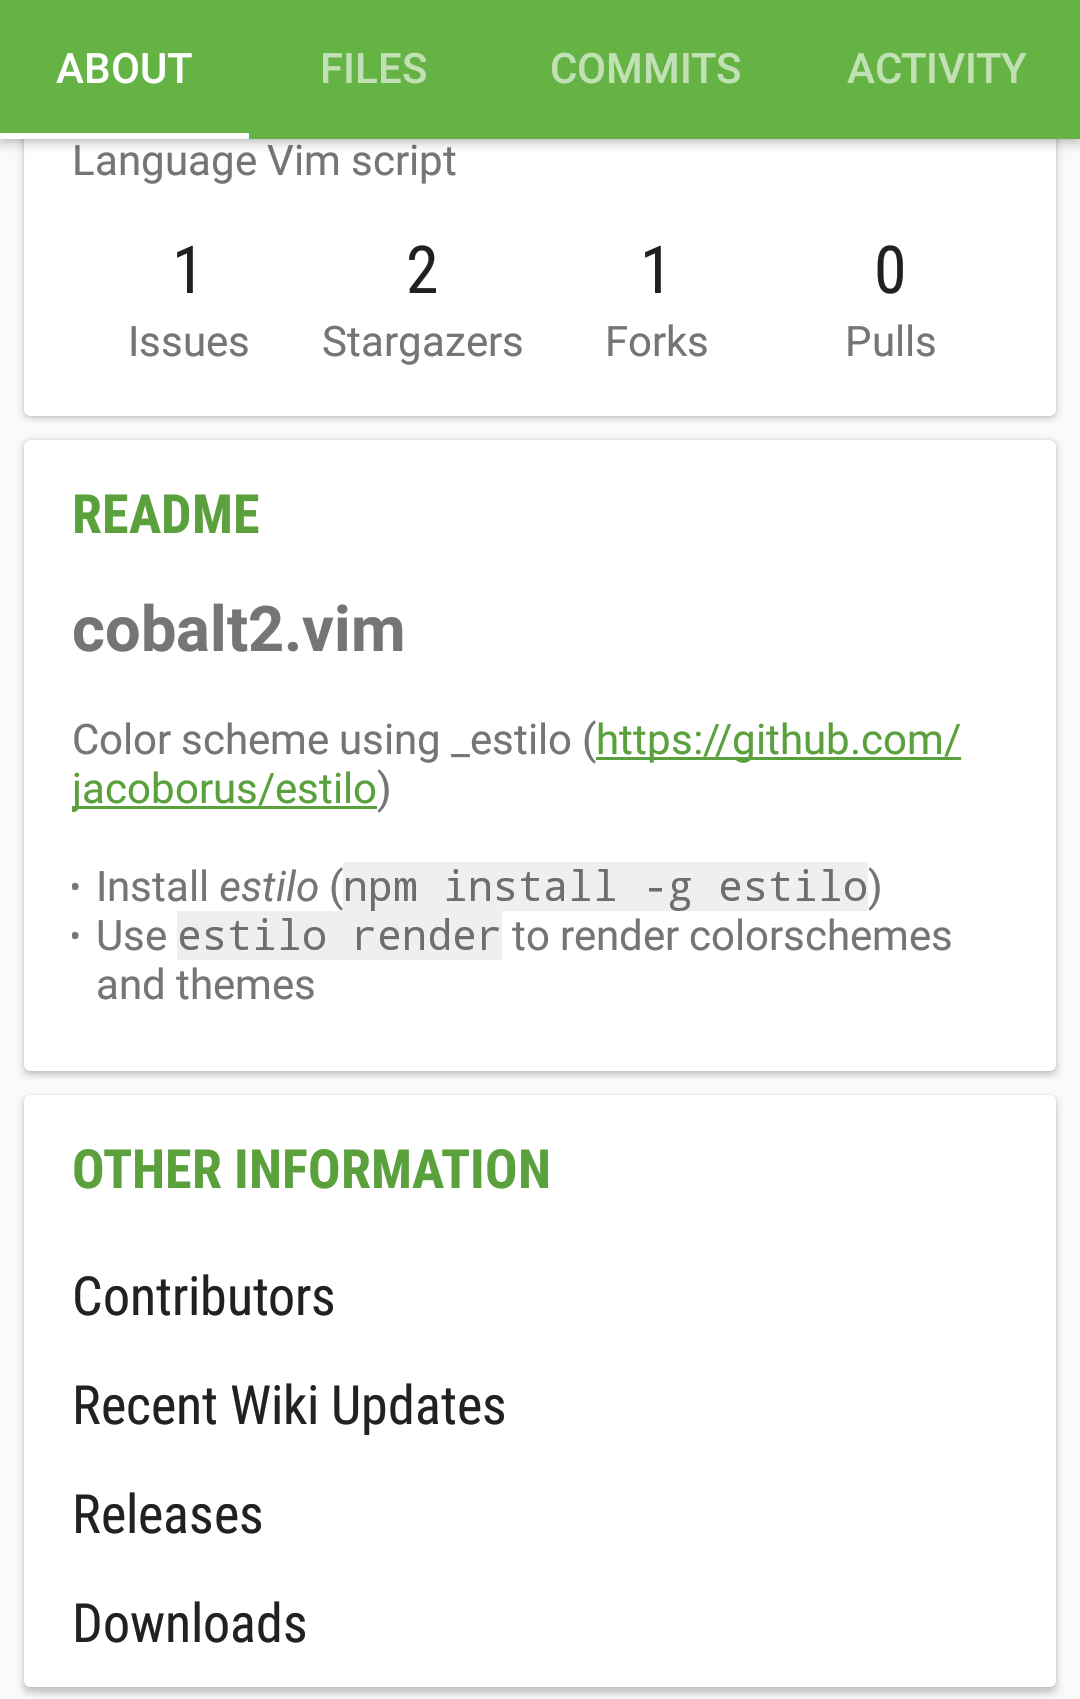 ABOUT FILES COMMITS ACTIVITY
Language Vim script
1 2 1 0
Issues Stargazers Forks Pulls
README
cobalt2.vim
Color scheme using _estilo (https://github.com/
jacoborus/estilo)
• Install estilo (npm install -g estilo)
• Use estilo render to render colorschemes
and themes
OTHER INFORMATION
Contributors
Recent Wiki Updates
Releases
Downloads